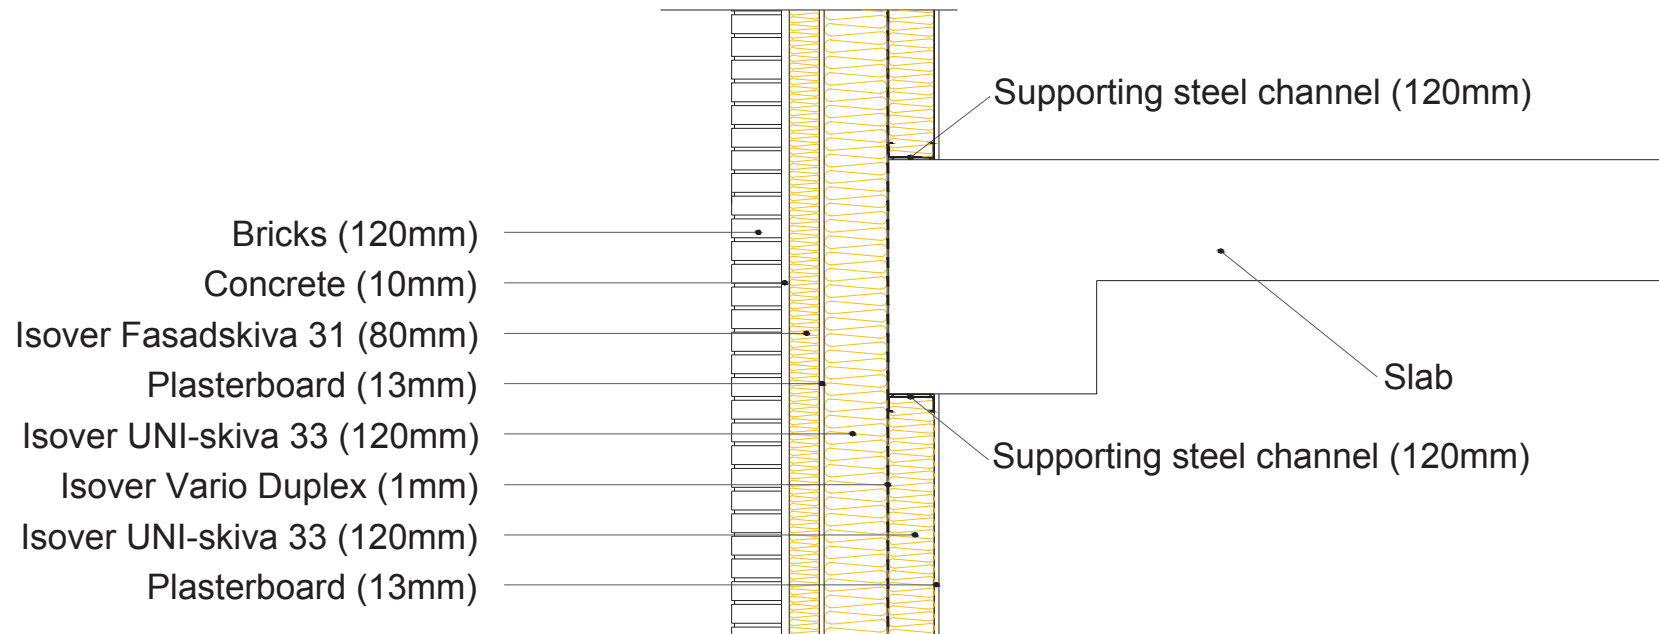 Supporting steel channel (120mm)
Bricks (120mm)
Concrete (10mm)
Isover Fasadskiva 31 (80mm)
Plasterboard (13mm)
Slab
Isover UNI-skiva 33 (120mm)
Supporting steel channel (120mm)
Isover Vario Duplex (1mm)
Isover UNI-skiva 33 (120mm)
Plasterboard (13mm)